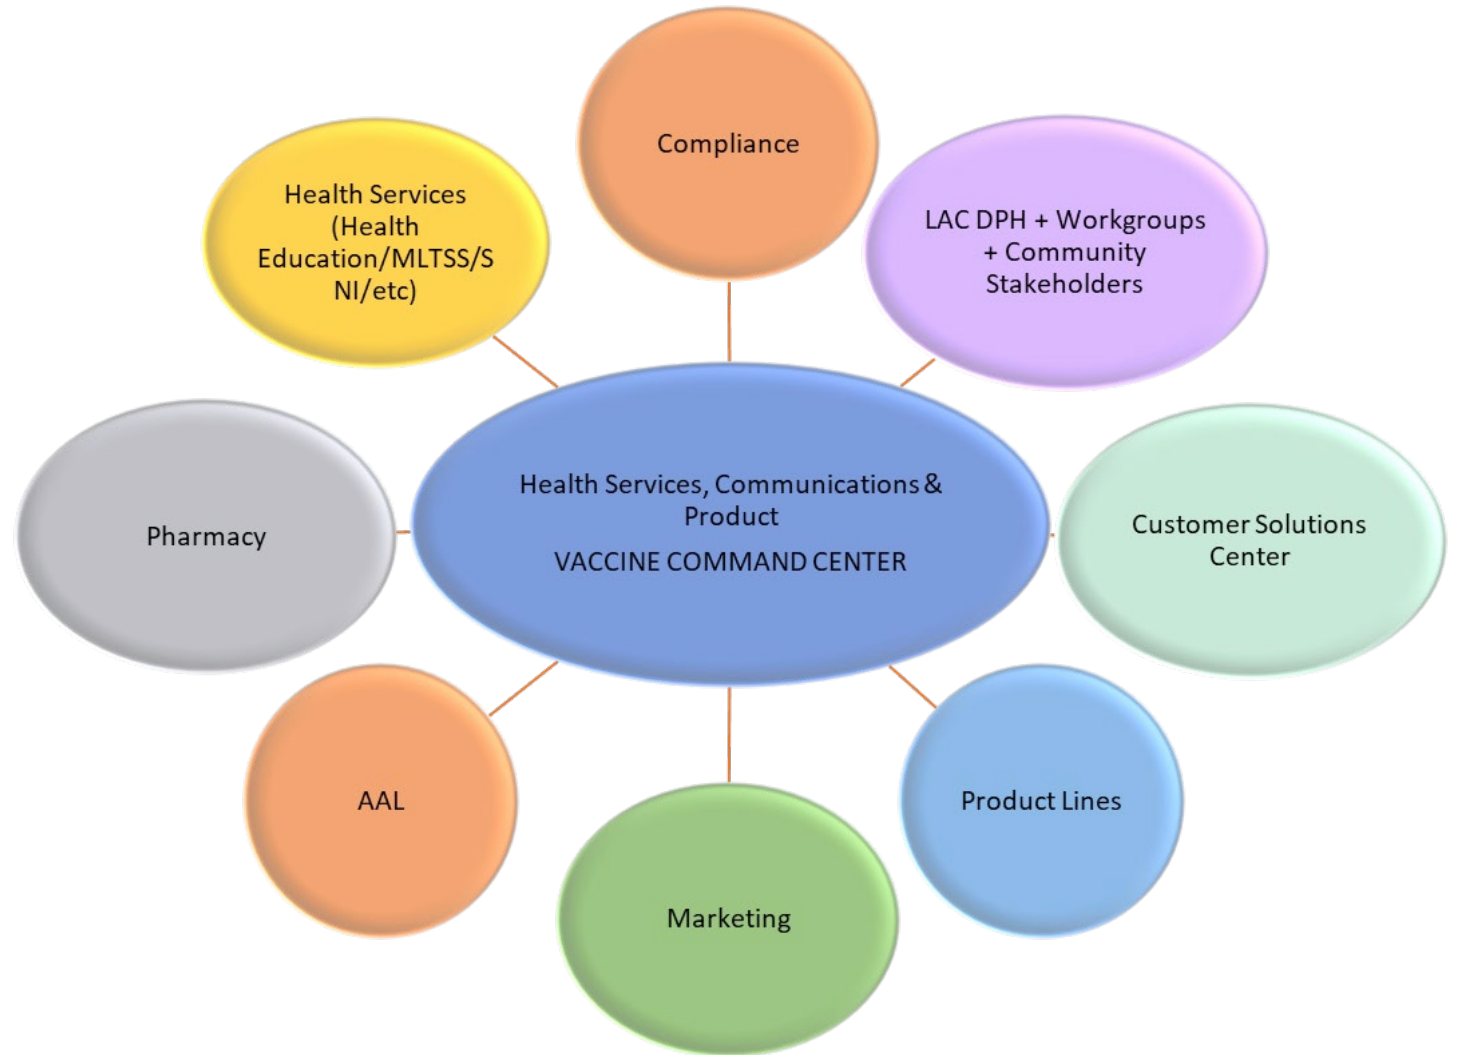 Compliance
Health Services
(Health
Education/MLTSS/S
NI/etc)
LAC DPH + Workgroups
+ Community
Stakeholders
Health Services, Communications &
Product
VACCINE COMMAND CENTER
Pharmacy
Customer Solutions
Center
AAL
Product Lines
Marketing